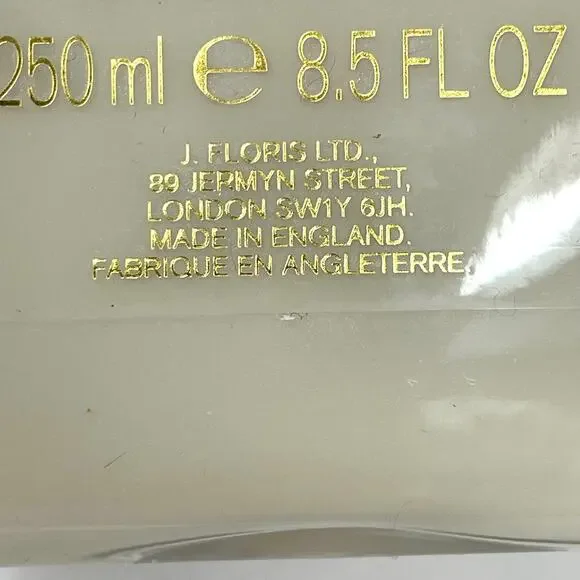 250 ml ℮ 8.5 FL OZ
J. FLORIS LTD.,
89 JERMYN STREET,
LONDON SW1Y 6JH.
MADE IN ENGLAND.
FABRIQUE EN ANGLETERRE.